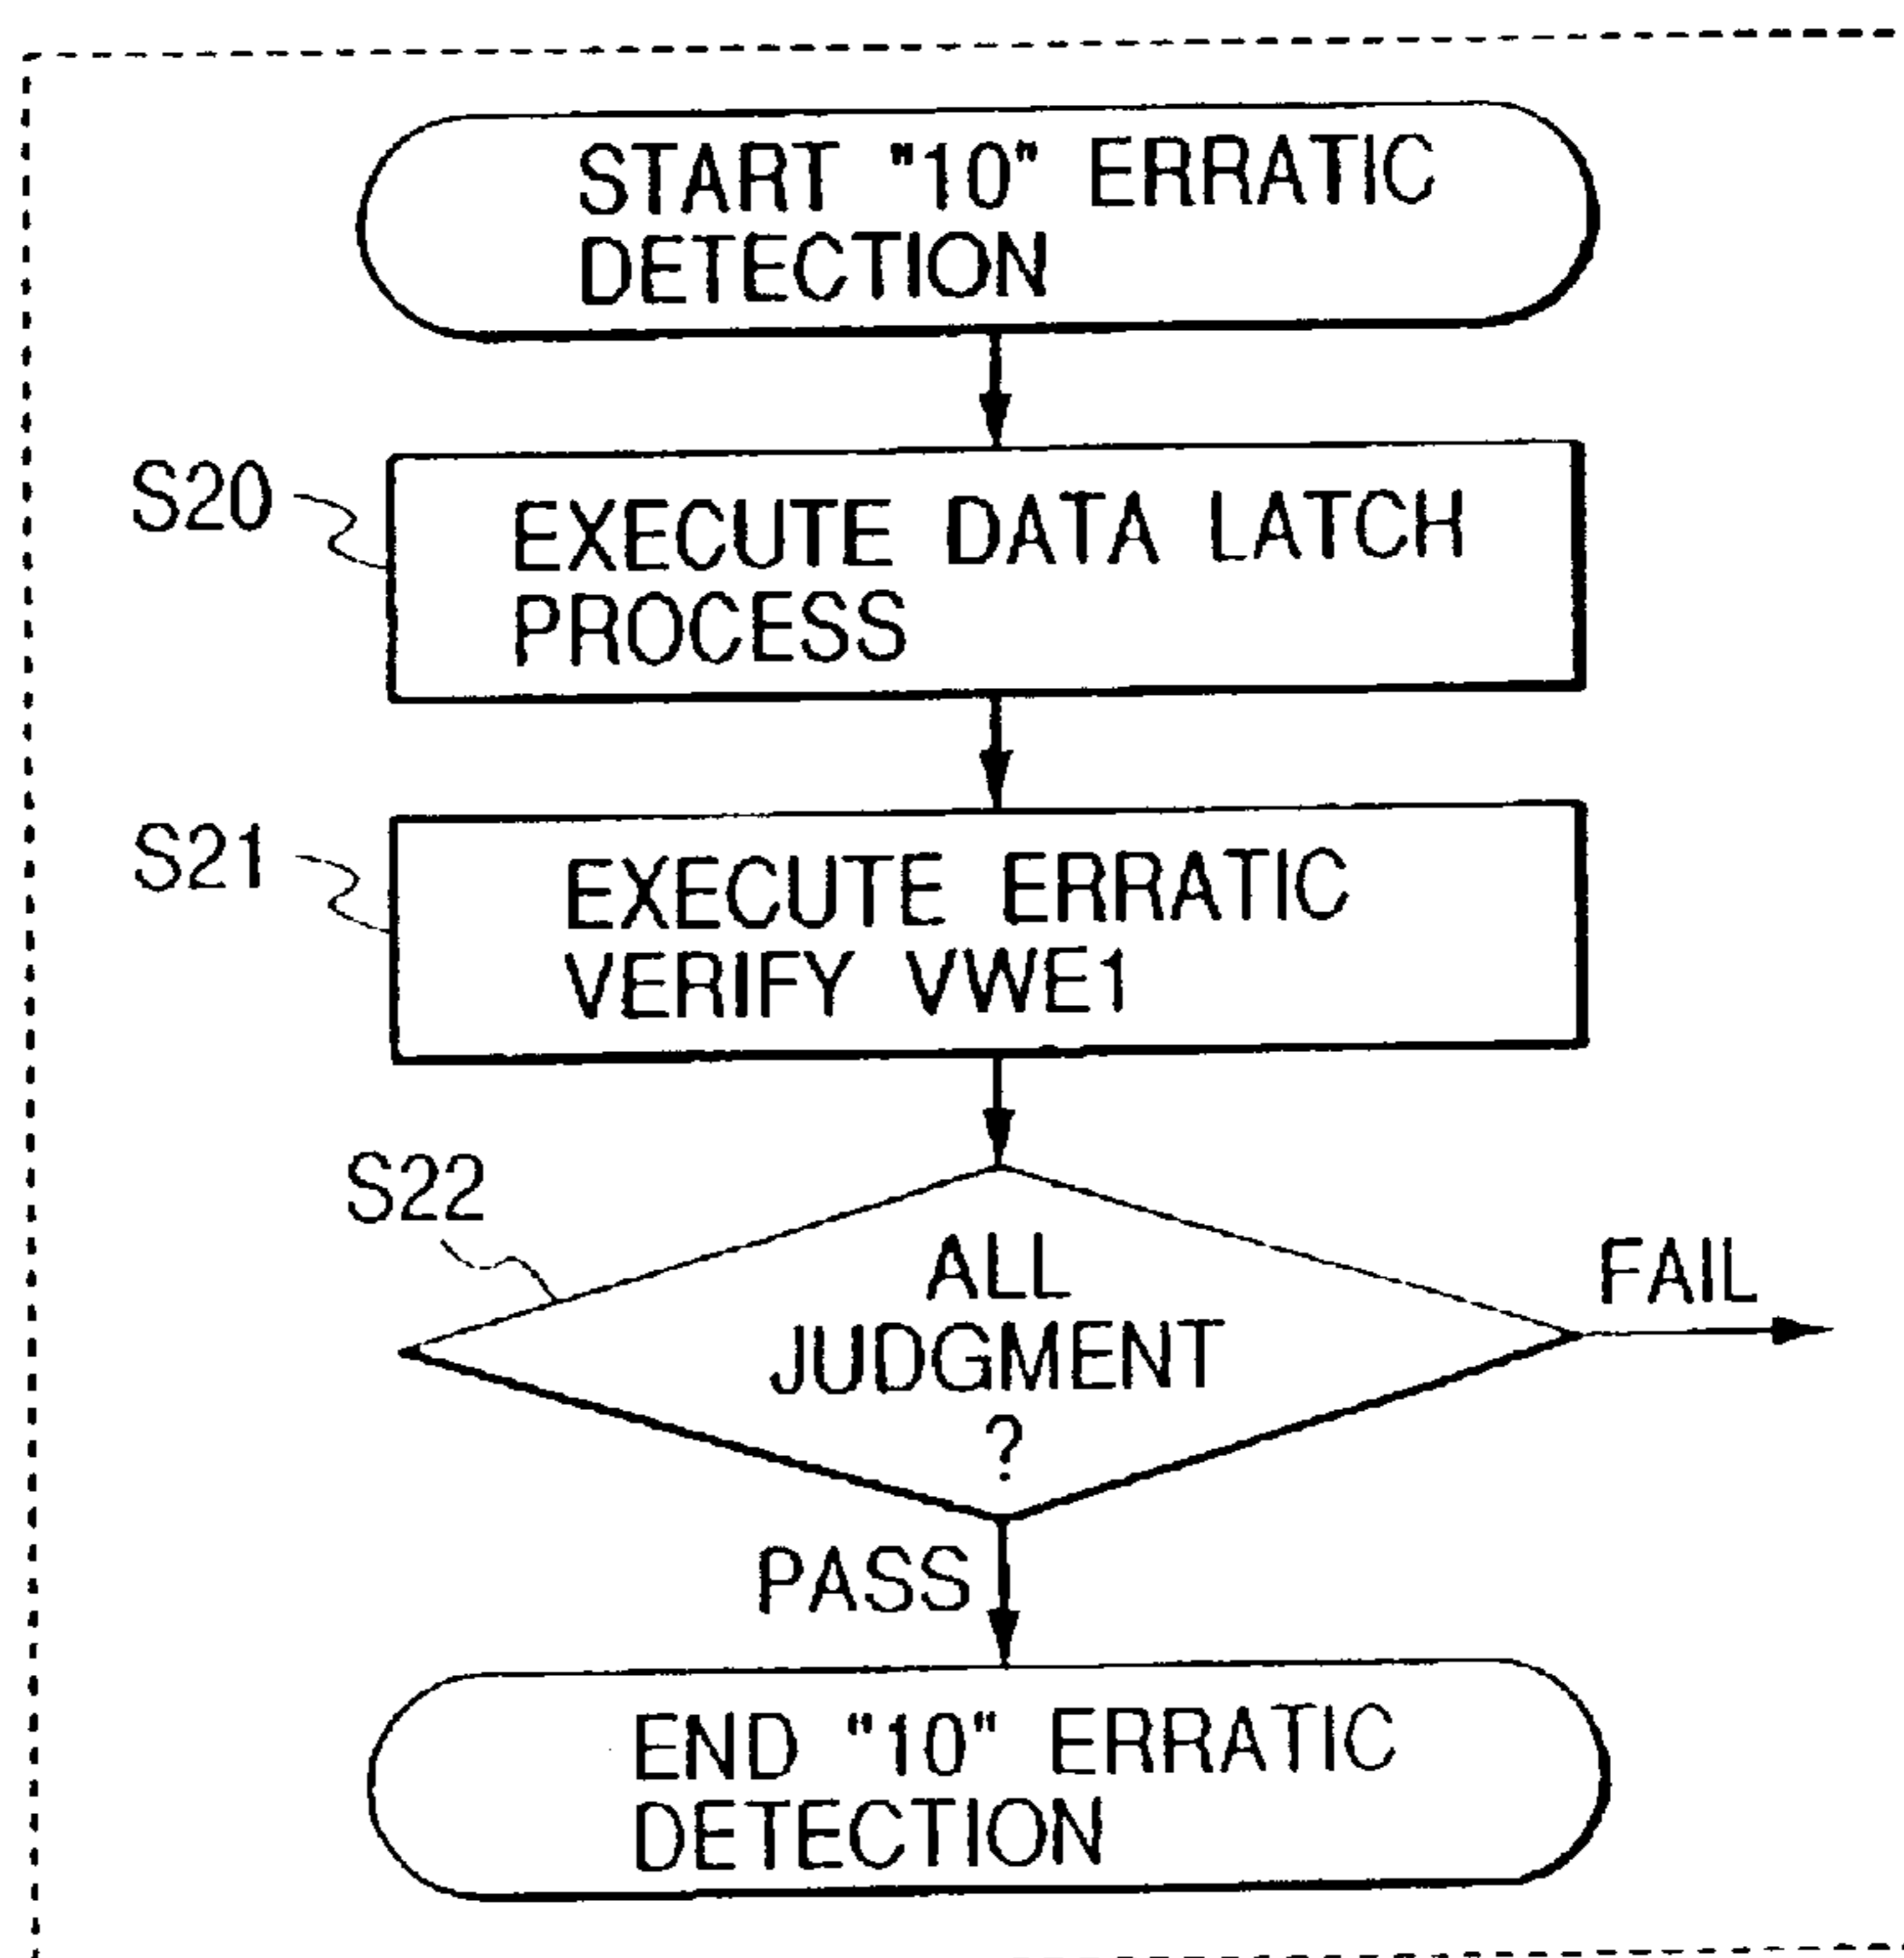 START "10" ERRATIC
DETECTION
S20
EXECUTE DATA LATCH
PROCESS
S21
EXECUTE ERRATIC
VERIFY VWE1
S22
ALL
JUDGMENT
?
FAIL
PASS
END "10" ERRATIC
DETECTION